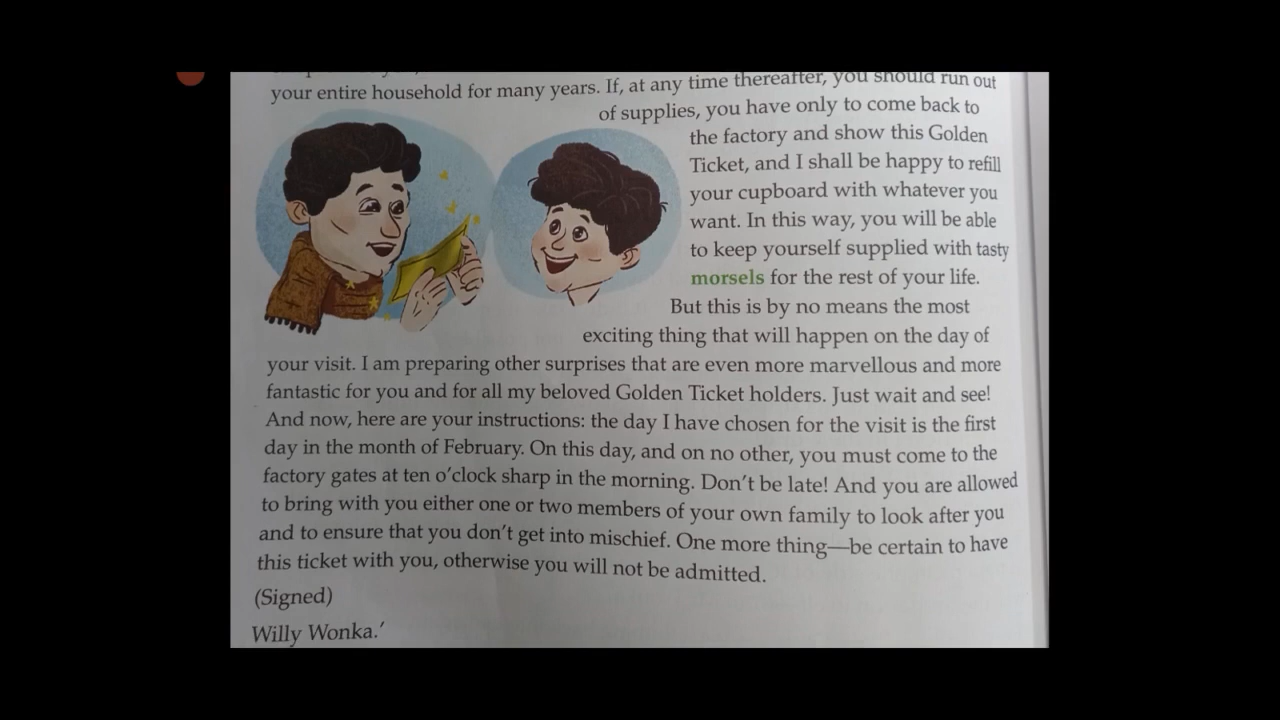 your entire household for many years. If, at any time thereafter, you should run out
of supplies, you have only to come back to
the factory and show this Golden
Ticket, and I shall be happy to refill
your cupboard with whatever you
want. In this way, you will be able
to keep yourself supplied with tasty
morsels for the rest of your life.
But this is by no means the most
exciting thing that will happen on the day of
your visit. I am preparing other surprises that are even more marvellous and more
fantastic for you and for all my beloved Golden Ticket holders. Just wait and see!
And now, here are your instructions: the day I have chosen for the visit is the first
day in the month of February. On this day, and on no other, you must come to the
factory gates at ten o’clock sharp in the morning. Don’t be late! And you are allowed
to bring with you either one or two members of your own family to look after you
and to ensure that you don’t get into mischief. One more thing—be certain to have
this ticket with you, otherwise you will not be admitted.
(Signed)
Willy Wonka.’